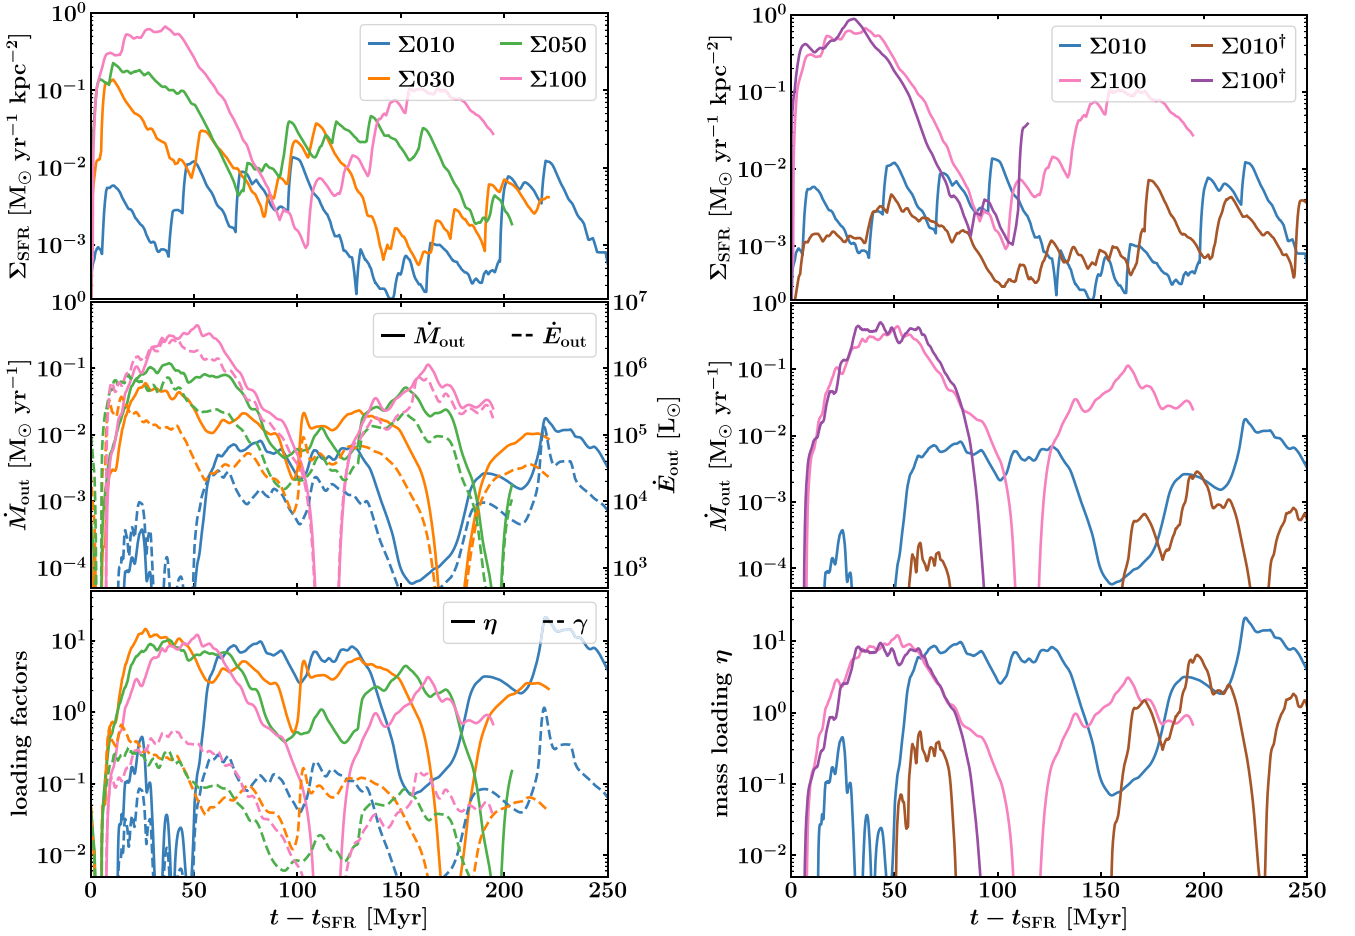 10⁰
10⁻¹
10⁻²
10⁻³
Σ_SFR [M_⊙ yr⁻¹ kpc⁻²]
Σ010 Σ050
Σ030 Σ100
10⁰
10⁻¹
10⁻²
10⁻³
10⁻⁴
Ṁ_out [M_⊙ yr⁻¹]
Ṁ_out Ė_out
10⁷
10⁶
10⁵
10⁴
10³
Ė_out [L_⊙]
10¹
10⁰
10⁻¹
10⁻²
loading factors
η γ
0 50 100 150 200 250
t − t_SFR [Myr]
10⁰
10⁻¹
10⁻²
10⁻³
Σ_SFR [M_⊙ yr⁻¹ kpc⁻²]
Σ010 Σ010†
Σ100 Σ100†
10⁰
10⁻¹
10⁻²
10⁻³
10⁻⁴
Ṁ_out [M_⊙ yr⁻¹]
10¹
10⁰
10⁻¹
10⁻²
mass loading η
0 50 100 150 200 250
t − t_SFR [Myr]